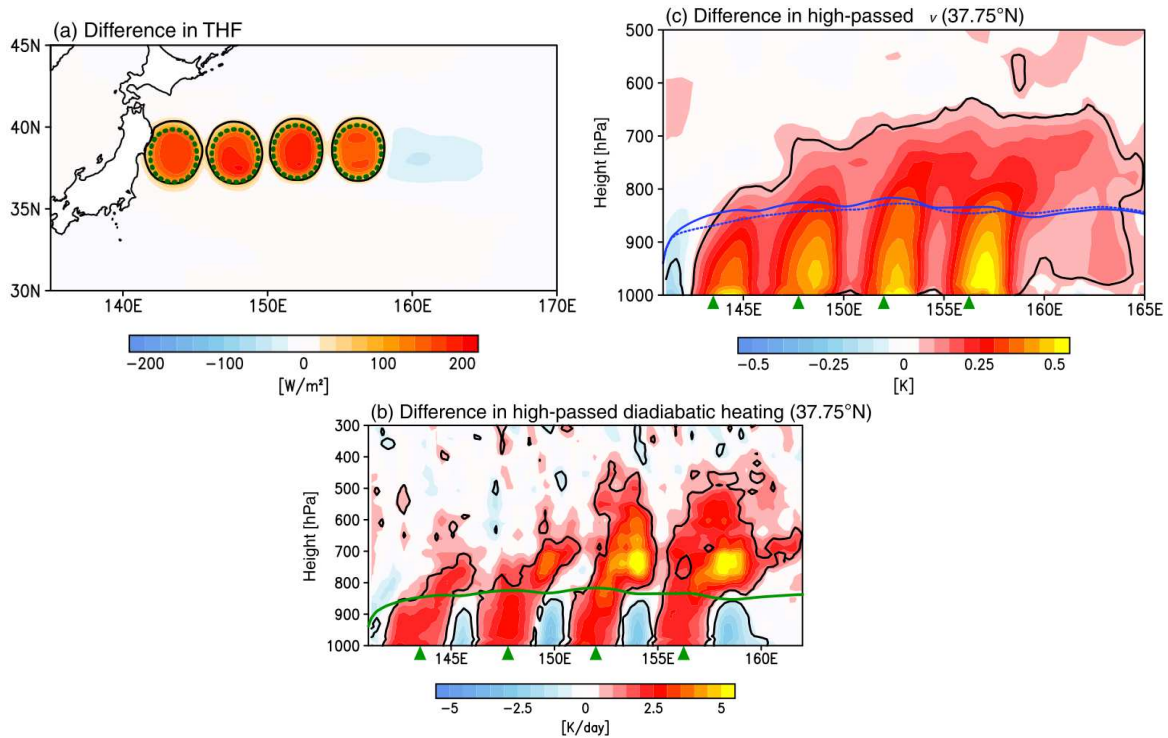 (a) Difference in THF
45N
40N
35N
30N
140E 150E 160E 170E
−200 −100 0 100 200
[W/m²]
(c) Difference in high-passed v (37.75°N)
Height [hPa]
500
600
700
800
900
1000
145E 150E 155E 160E 165E
−0.5 −0.25 0 0.25 0.5
[K]
(b) Difference in high-passed diadiabatic heating (37.75°N)
Height [hPa]
300
400
500
600
700
800
900
1000
145E 150E 155E 160E
−5 −2.5 0 2.5 5
[K/day]